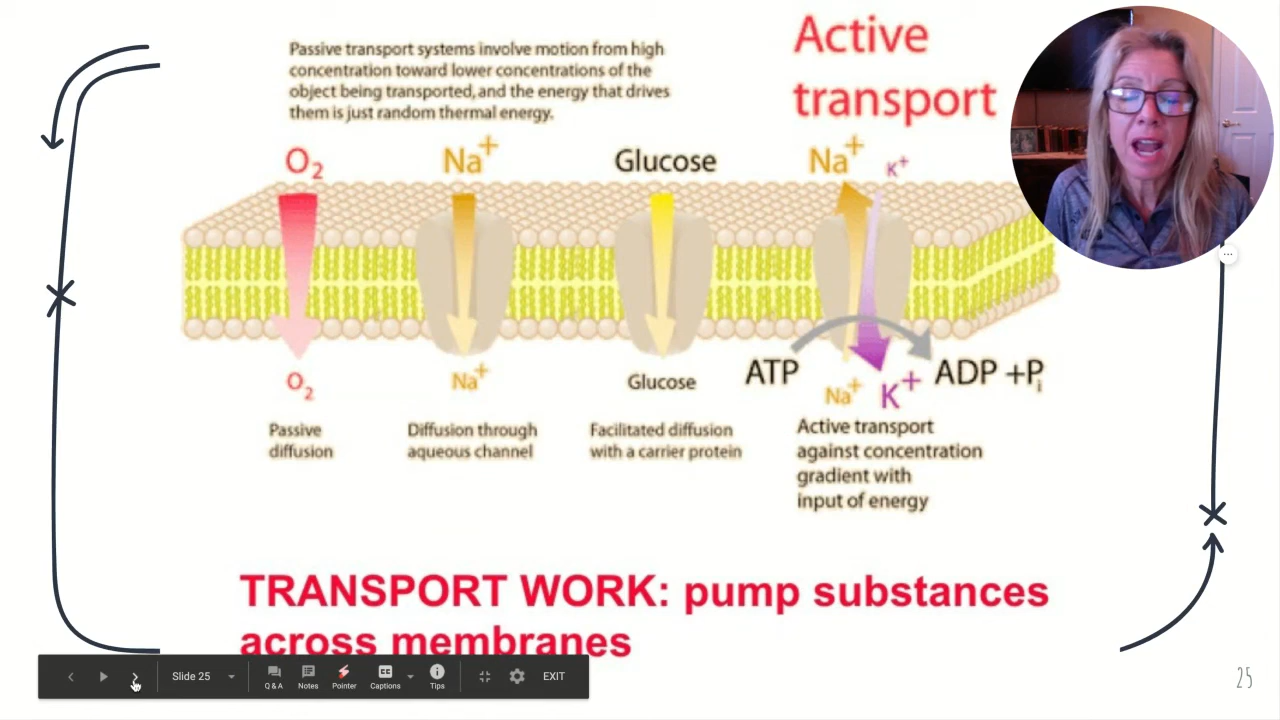 Passive transport systems involve motion from high
concentration toward lower concentrations of the
object being transported, and the energy that drives
them is just random thermal energy.
Active
transport
O2
Na+
Glucose
Na+
K+
ATP
ADP +Pi
O2
Na+
Glucose
Na+
K+
Passive
diffusion
Diffusion through
aqueous channel
Facilitated diffusion
with a carrier protein
Active transport
against concentration
gradient with
input of energy
TRANSPORT WORK: pump substances
across membranes
Slide 25
Q & A
Notes
Pointer
CC
Captions
Tips
EXIT
25